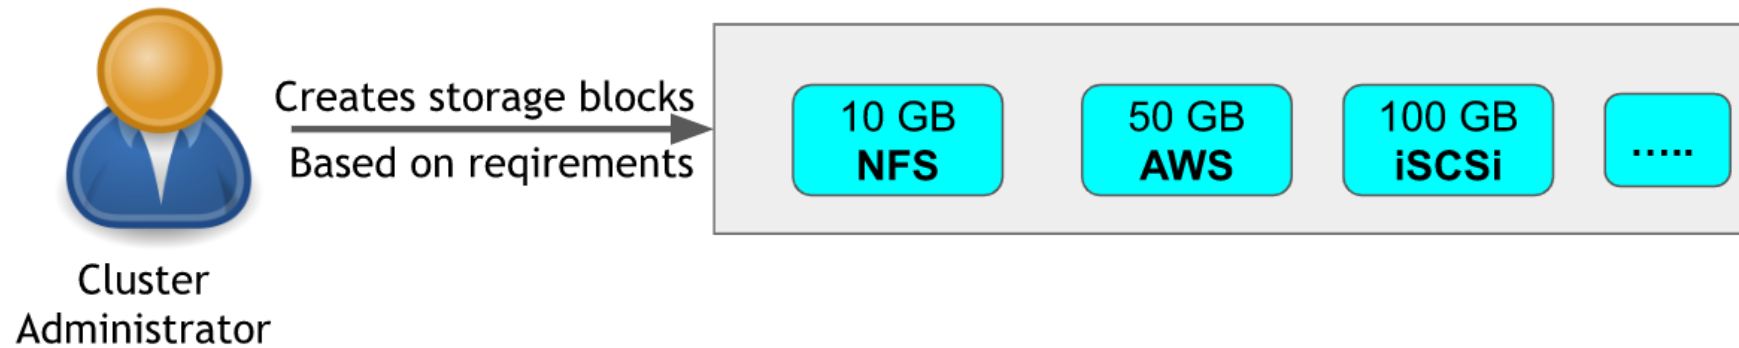 Creates storage blocks
Based on reqirements
Cluster
Administrator
10 GB
NFS
50 GB
AWS
100 GB
iSCSi
.....